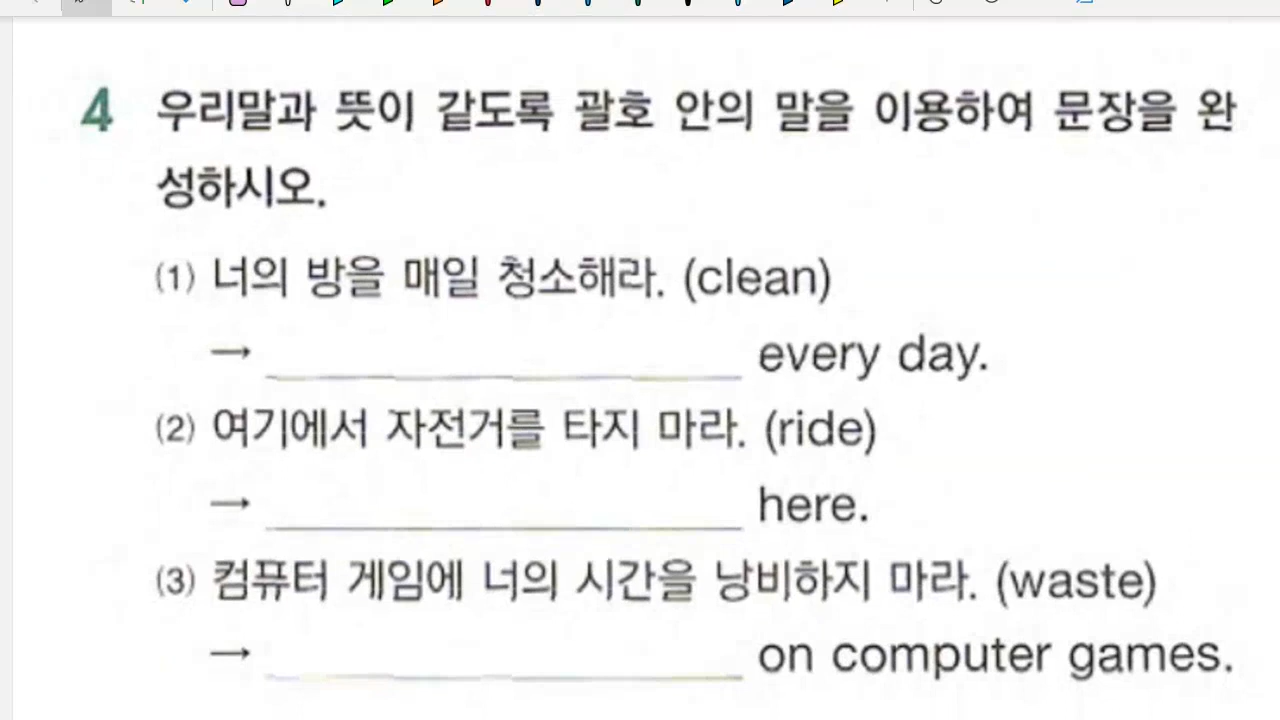 4 우리말과 뜻이 같도록 괄호 안의 말을 이용하여 문장을 완
성하시오.
(1) 너의 방을 매일 청소해라. (clean)
→ ____________ every day.
(2) 여기에서 자전거를 타지 마라. (ride)
→ ____________ here.
(3) 컴퓨터 게임에 너의 시간을 낭비하지 마라. (waste)
→ ____________ on computer games.